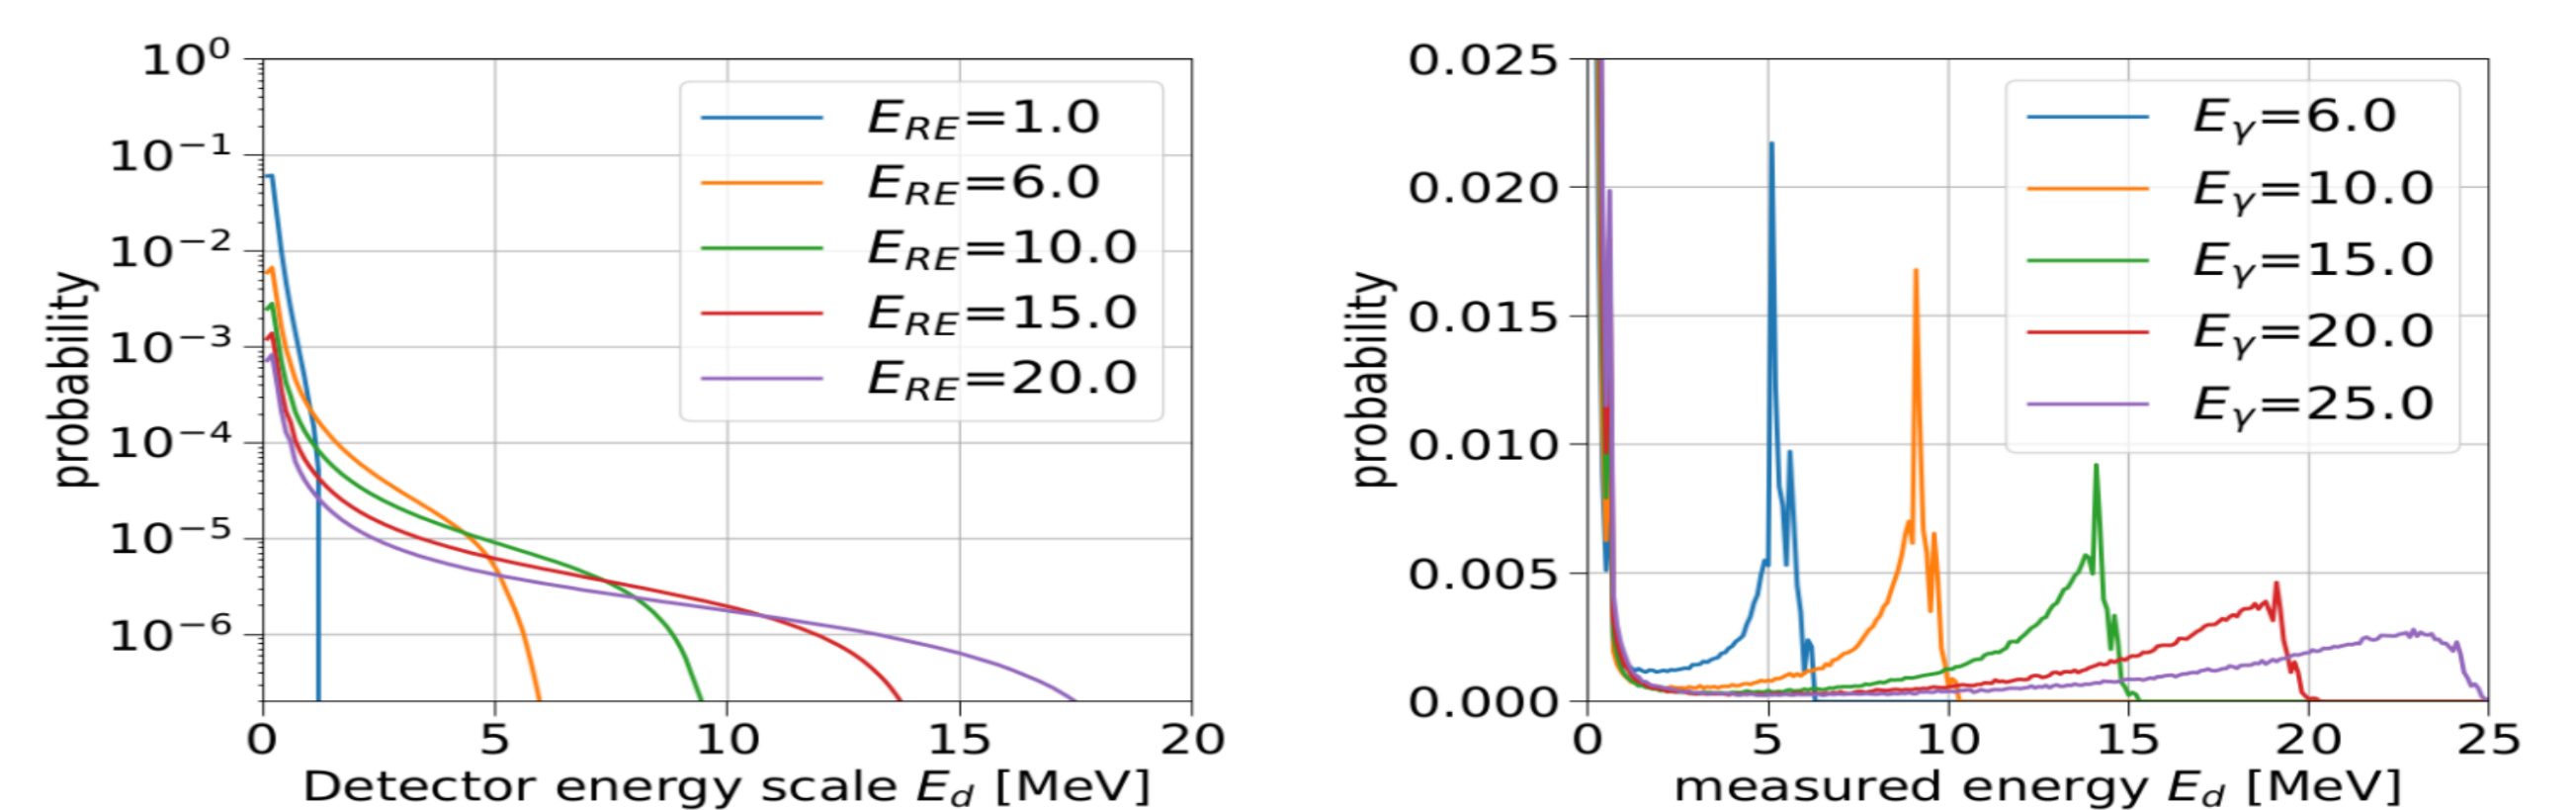 10⁰
10⁻¹
10⁻²
10⁻³
10⁻⁴
10⁻⁵
10⁻⁶
probability
0 5 10 15 20
Detector energy scale E_d [MeV]
E_RE=1.0
E_RE=6.0
E_RE=10.0
E_RE=15.0
E_RE=20.0
0.025
0.020
0.015
0.010
0.005
0.000
probability
0 5 10 15 20 25
measured energy E_d [MeV]
E_γ=6.0
E_γ=10.0
E_γ=15.0
E_γ=20.0
E_γ=25.0